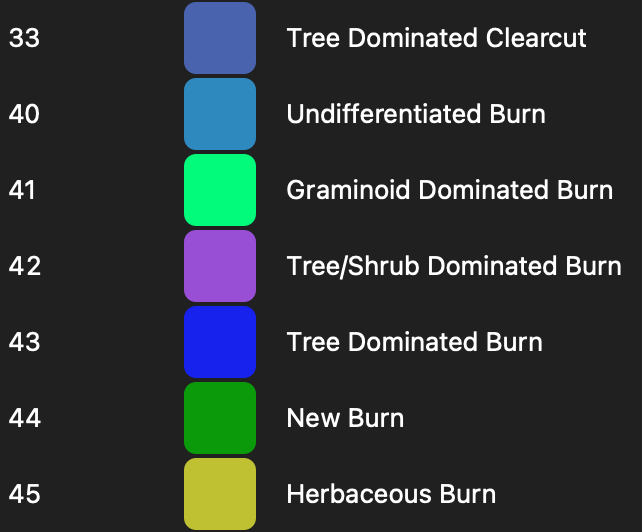 33 Tree Dominated Clearcut
40 Undifferentiated Burn
41 Graminoid Dominated Burn
42 Tree/Shrub Dominated Burn
43 Tree Dominated Burn
44 New Burn
45 Herbaceous Burn